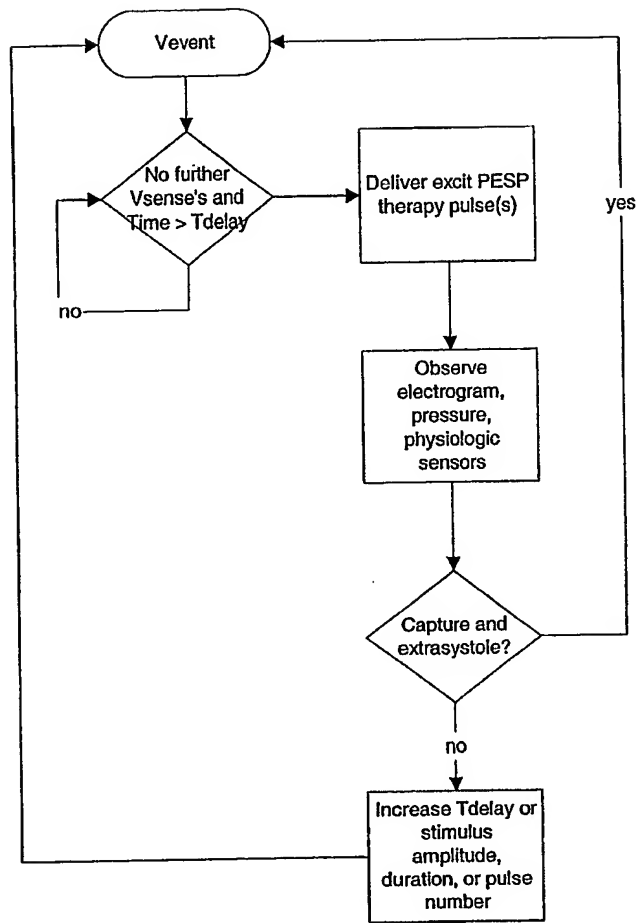 Vevent
No further
Vsense's and
Time > Tdelay
no
Deliver excit PESP
therapy pulse(s)
yes
Observe
electrogram,
pressure,
physiologic
sensors
Capture and
extrasystole?
no
Increase Tdelay or
stimulus
amplitude,
duration, or pulse
number